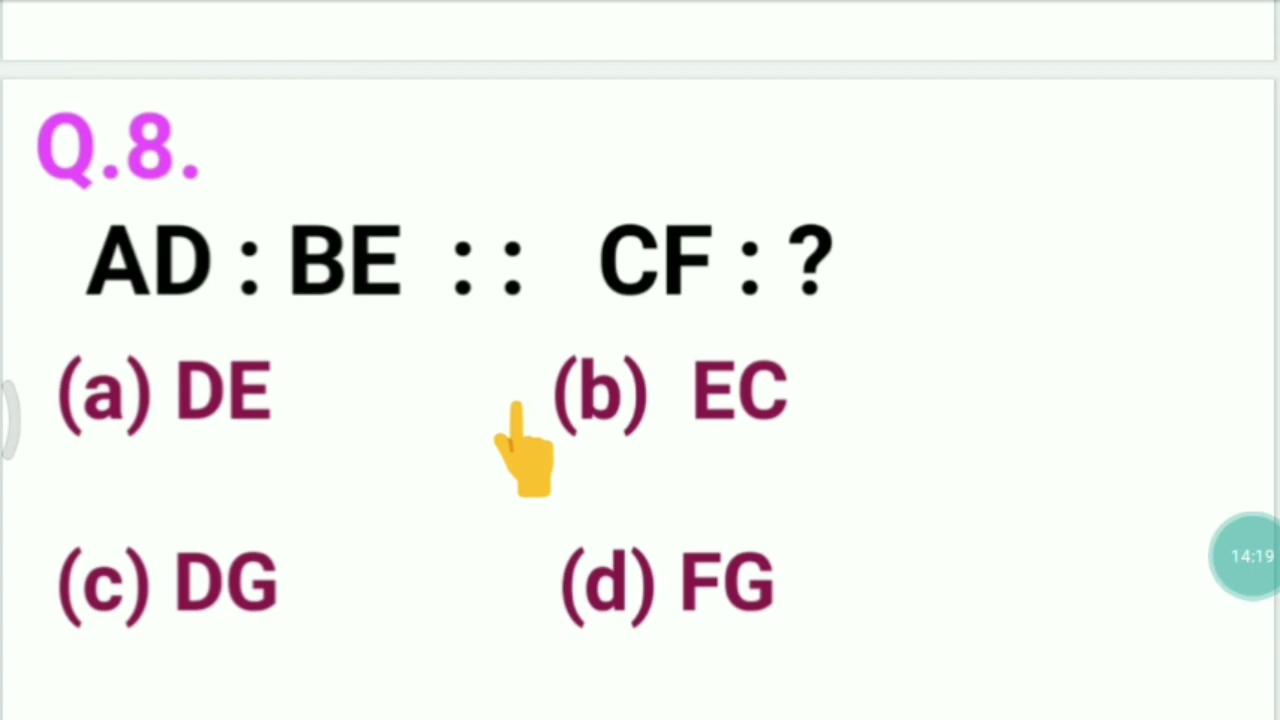 Q.8.
AD : BE : : CF : ?
(a) DE (b) EC
(c) DG (d) FG
14:19